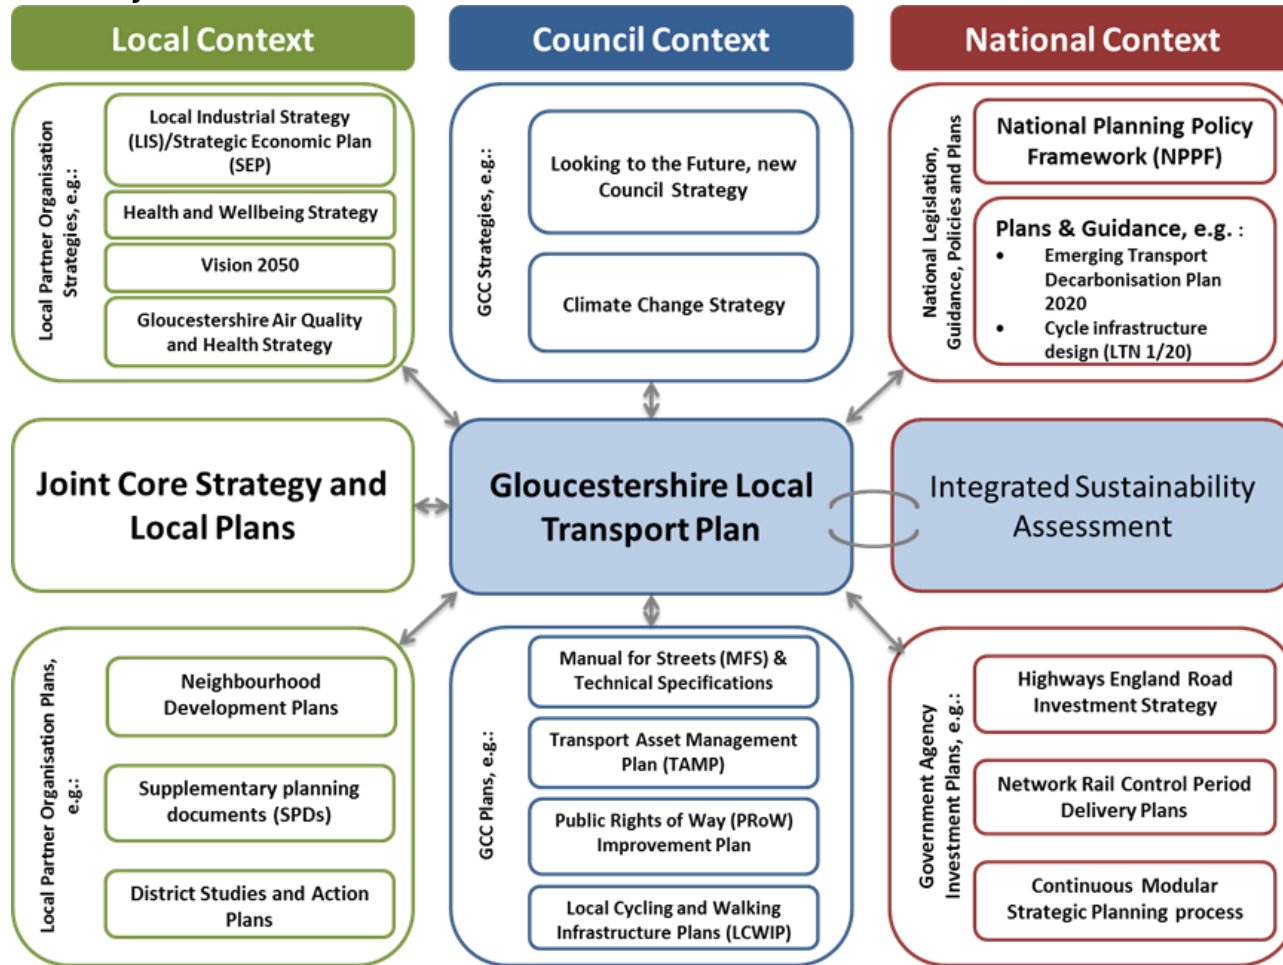 Local Context
Council Context
National Context
Local Partner Organisation
Strategies, e.g.:
Local Industrial Strategy
(LIS)/Strategic Economic Plan
(SEP)
Health and Wellbeing Strategy
Vision 2050
Gloucestershire Air Quality
and Health Strategy
GCC Strategies, e.g.:
Looking to the Future, new
Council Strategy
Climate Change Strategy
National Legislation,
Guidance, Policies and Plans
National Planning Policy
Framework (NPPF)
Plans & Guidance, e.g. :
• Emerging Transport
Decarbonisation Plan
2020
• Cycle infrastructure
design (LTN 1/20)
Joint Core Strategy and
Local Plans
Gloucestershire Local
Transport Plan
Integrated Sustainability
Assessment
Local Partner Organisation Plans,
e.g.:
Neighbourhood
Development Plans
Supplementary planning
documents (SPDs)
District Studies and Action
Plans
GCC Plans, e.g.:
Manual for Streets (MFS) &
Technical Specifications
Transport Asset Management
Plan (TAMP)
Public Rights of Way (PRoW)
Improvement Plan
Local Cycling and Walking
Infrastructure Plans (LCWIP)
Government Agency
Investment Plans, e.g.:
Highways England Road
Investment Strategy
Network Rail Control Period
Delivery Plans
Continuous Modular
Strategic Planning process